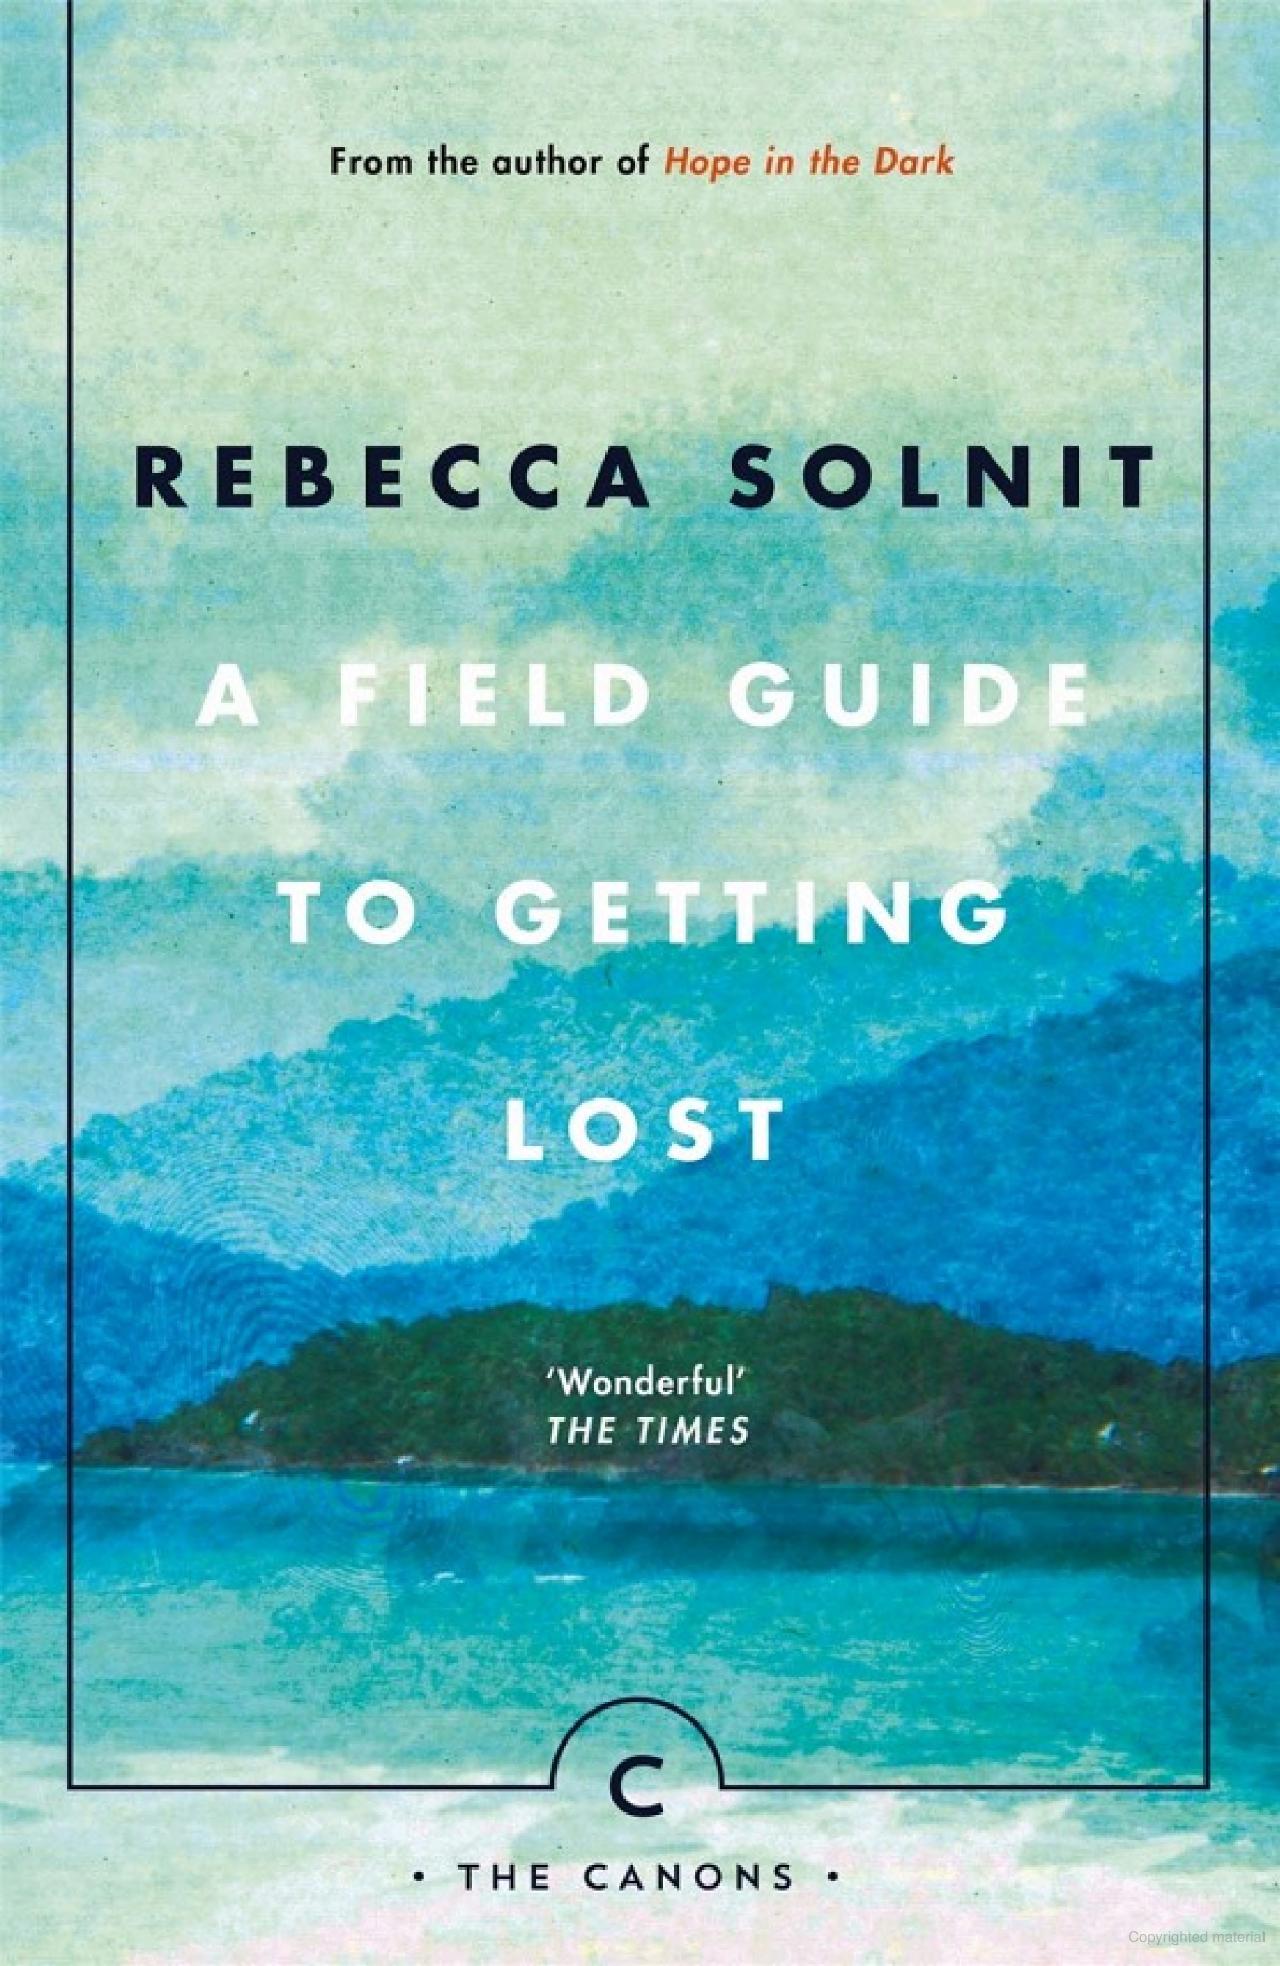 From the author of Hope in the Dark
REBECCA SOLNIT
A FIELD GUIDE
TO GETTING
LOST
‘Wonderful’
THE TIMES
C
• THE CANONS •
Copyrighted material